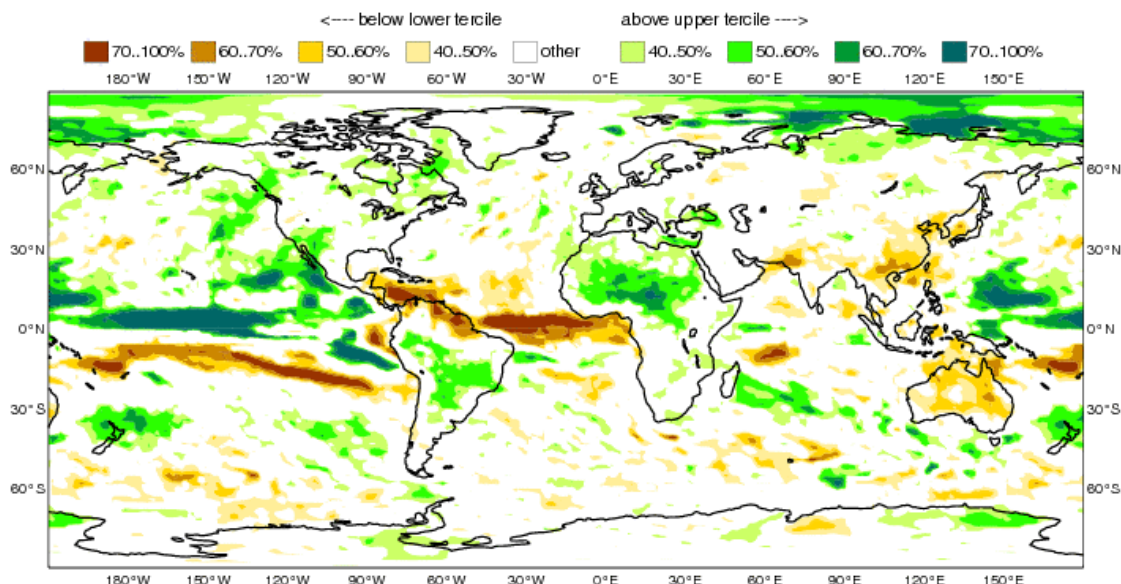 <---- below lower tercile above upper tercile ---->
70..100% 60..70% 50..60% 40..50% other 40..50% 50..60% 60..70% 70..100%
180°W 150°W 120°W 90°W 60°W 30°W 0°E 30°E 60°E 90°E 120°E 150°E
60°N 60°N
30°N 30°N
0°N 0°N
30°S 30°S
60°S 60°S
180°W 150°W 120°W 90°W 60°W 30°W 0°E 30°E 60°E 90°E 120°E 150°E